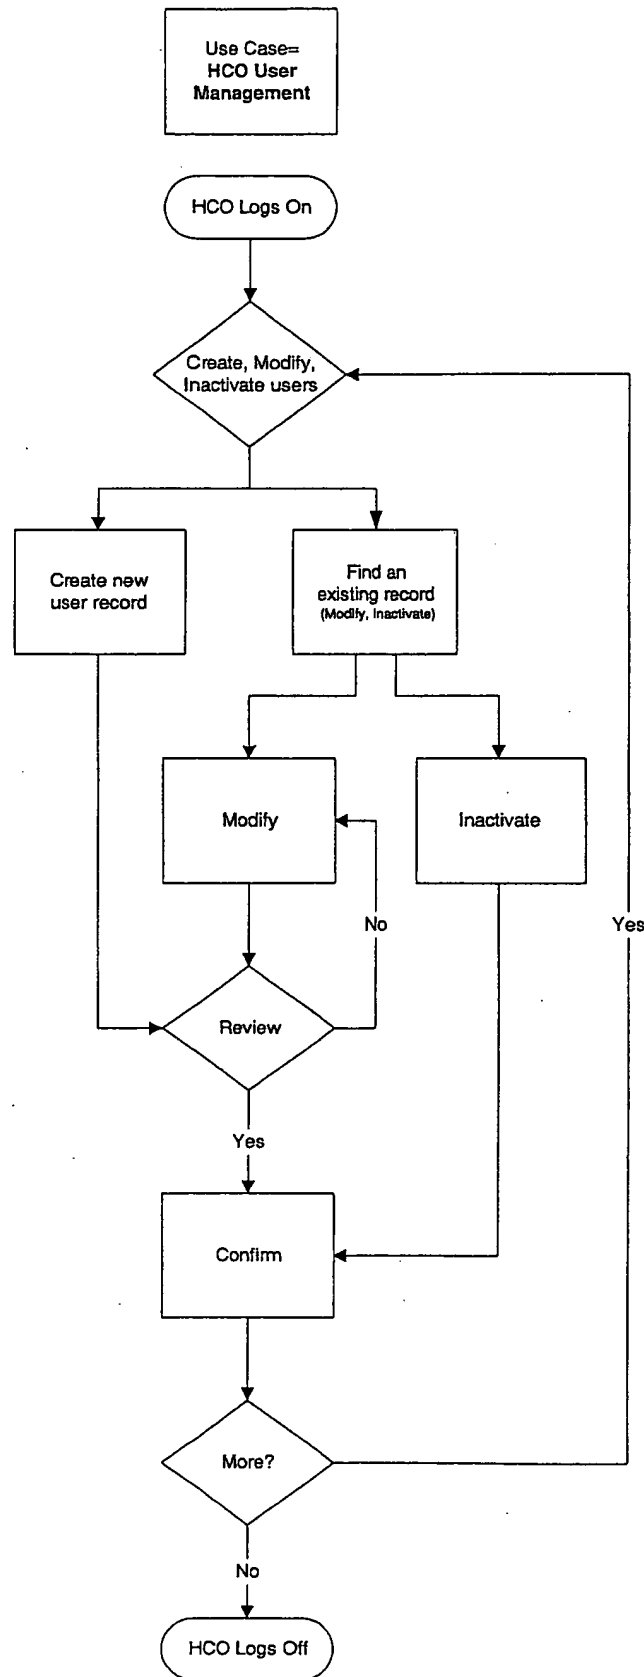 Use Case=
HCO User
Management
HCO Logs On
Create, Modify,
Inactivate users
Create new
user record
Find an
existing record
(Modify, Inactivate)
Modify
Inactivate
No
Yes
Review
Yes
Confirm
More?
No
HCO Logs Off